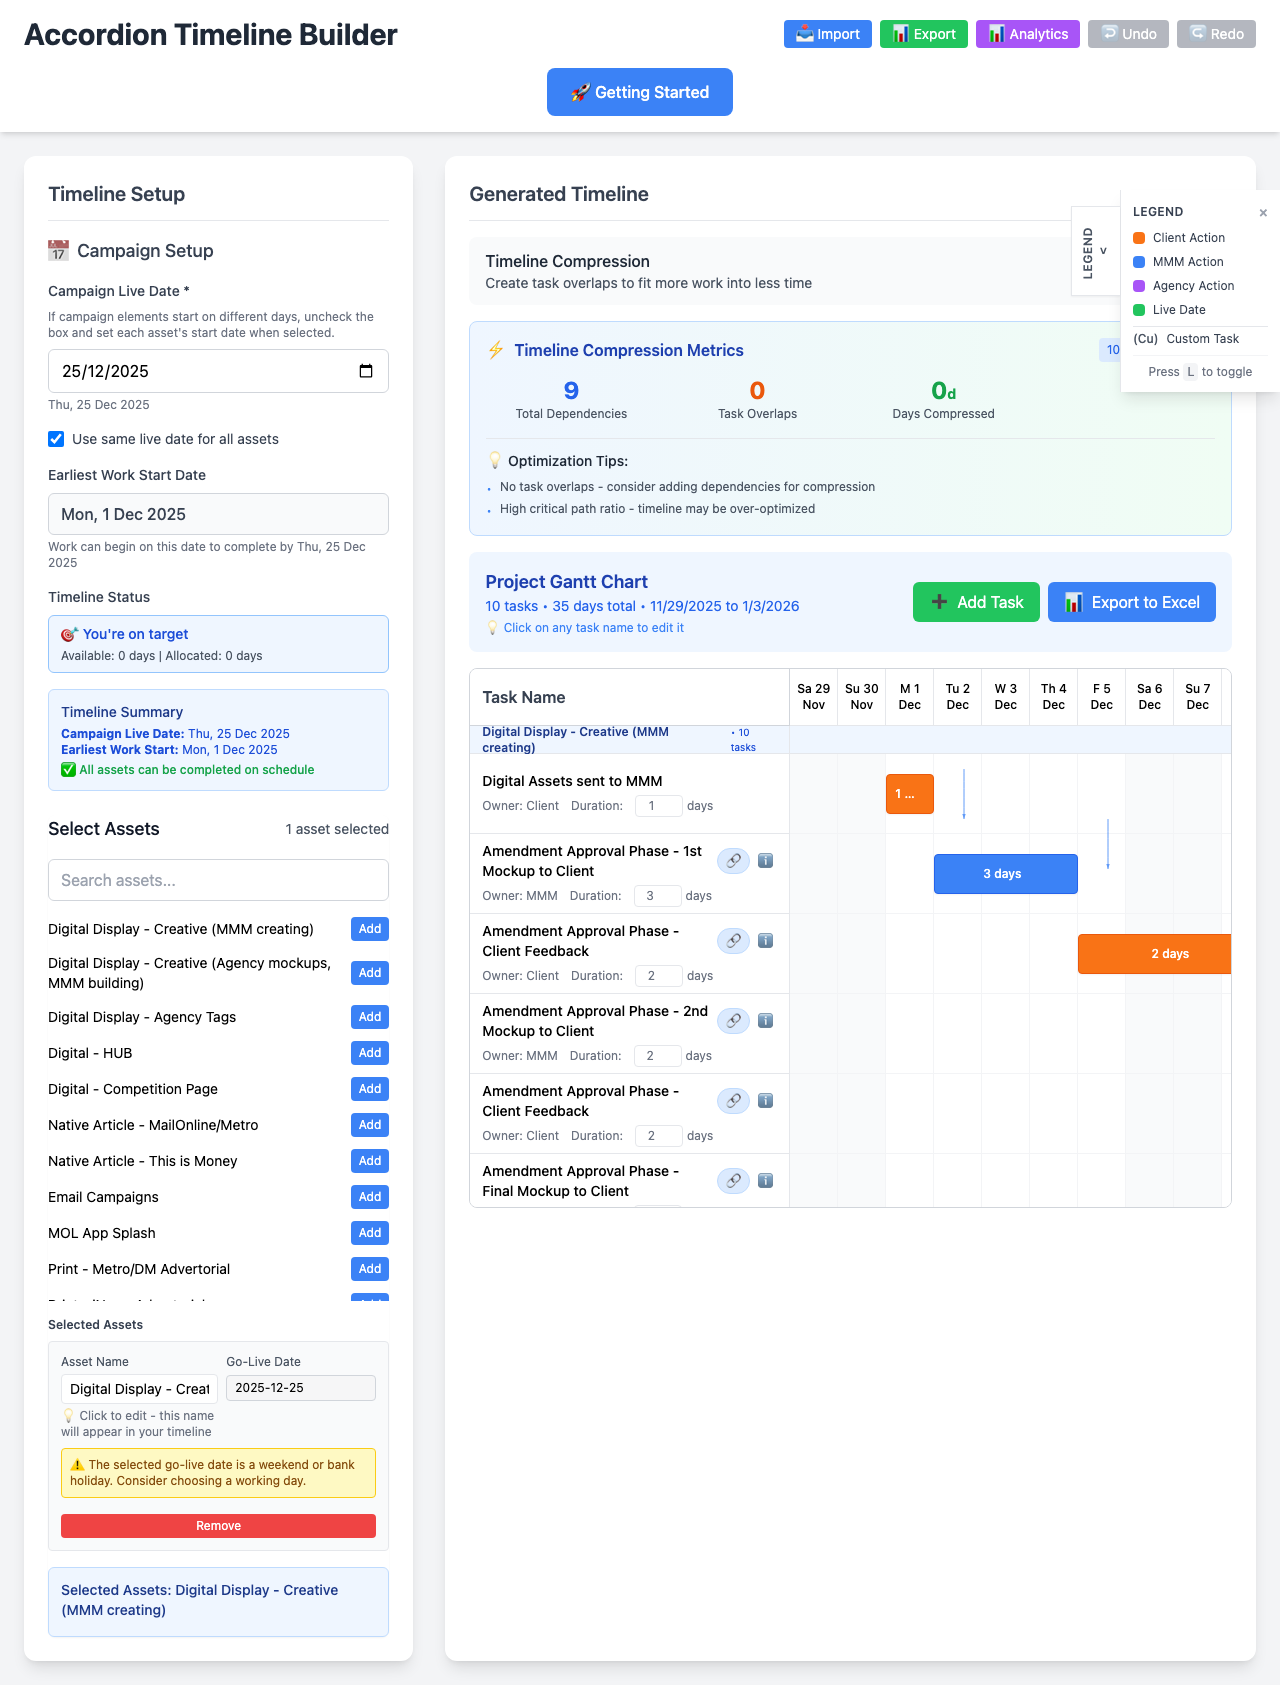 Accordion Timeline Builder
Import
Export
Analytics
Undo
Redo
Getting Started
Timeline Setup
Campaign Setup
Campaign Live Date *
If campaign elements start on different days, uncheck the
box and set each asset's start date when selected.
25/12/2025
Thu, 25 Dec 2025
Use same live date for all assets
Earliest Work Start Date
Mon, 1 Dec 2025
Work can begin on this date to complete by Thu, 25 Dec
2025
Timeline Status
You're on target
Available: 0 days | Allocated: 0 days
Timeline Summary
Campaign Live Date: Thu, 25 Dec 2025
Earliest Work Start: Mon, 1 Dec 2025
All assets can be completed on schedule
Select Assets
1 asset selected
Search assets...
Digital Display - Creative (MMM creating)
Add
Digital Display - Creative (Agency mockups,
MMM building)
Add
Digital Display - Agency Tags
Add
Digital - HUB
Add
Digital - Competition Page
Add
Native Article - MailOnline/Metro
Add
Native Article - This is Money
Add
Email Campaigns
Add
MOL App Splash
Add
Print - Metro/DM Advertorial
Add
Selected Assets
Asset Name
Go-Live Date
Digital Display - Creat
2025-12-25
Click to edit - this name
will appear in your timeline
The selected go-live date is a weekend or bank
holiday. Consider choosing a working day.
Remove
Selected Assets: Digital Display - Creative
(MMM creating)
Generated Timeline
Timeline Compression
Create task overlaps to fit more work into less time
LEGEND
v
LEGEND
×
Client Action
MMM Action
Agency Action
Live Date
(Cu) Custom Task
Press L to toggle
Timeline Compression Metrics
10
9
Total Dependencies
0
Task Overlaps
0d
Days Compressed
Optimization Tips:
• No task overlaps - consider adding dependencies for compression
• High critical path ratio - timeline may be over-optimized
Project Gantt Chart
10 tasks • 35 days total • 11/29/2025 to 1/3/2026
Click on any task name to edit it
Add Task
Export to Excel
Task Name
Sa 29 Nov
Su 30 Nov
M 1 Dec
Tu 2 Dec
W 3 Dec
Th 4 Dec
F 5 Dec
Sa 6 Dec
Su 7 Dec
Digital Display - Creative (MMM
creating)
• 10
tasks
Digital Assets sent to MMM
Owner: Client Duration: 1 days
1 ...
Amendment Approval Phase - 1st
Mockup to Client
Owner: MMM Duration: 3 days
3 days
Amendment Approval Phase -
Client Feedback
Owner: Client Duration: 2 days
2 days
Amendment Approval Phase - 2nd
Mockup to Client
Owner: MMM Duration: 2 days
Amendment Approval Phase -
Client Feedback
Owner: Client Duration: 2 days
Amendment Approval Phase -
Final Mockup to Client